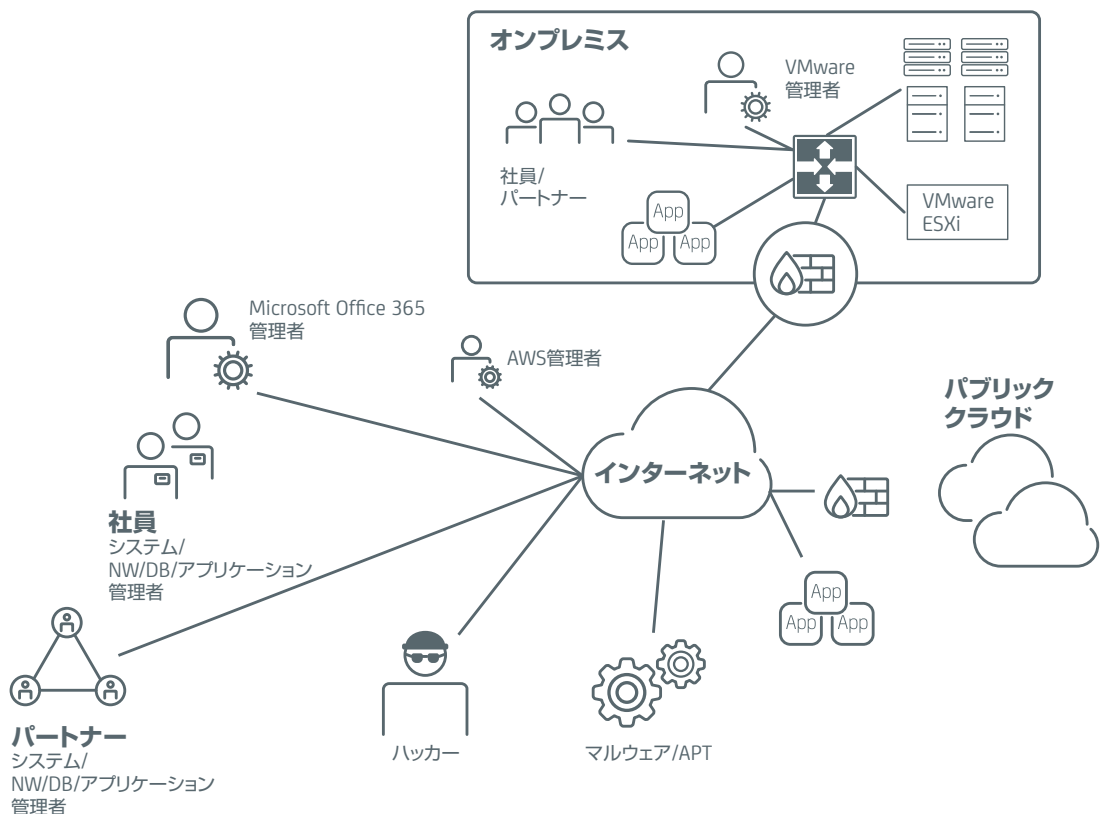 オンプレミス
VMware
管理者
社員/
パートナー
App
App
App
VMware
ESXi
Microsoft Office 365
管理者
AWS管理者
パブリック
クラウド
インターネット
社員
システム/
NW/DB/アプリケーション
管理者
App
App
App
パートナー
システム/
NW/DB/アプリケーション
管理者
ハッカー
マルウェア/APT